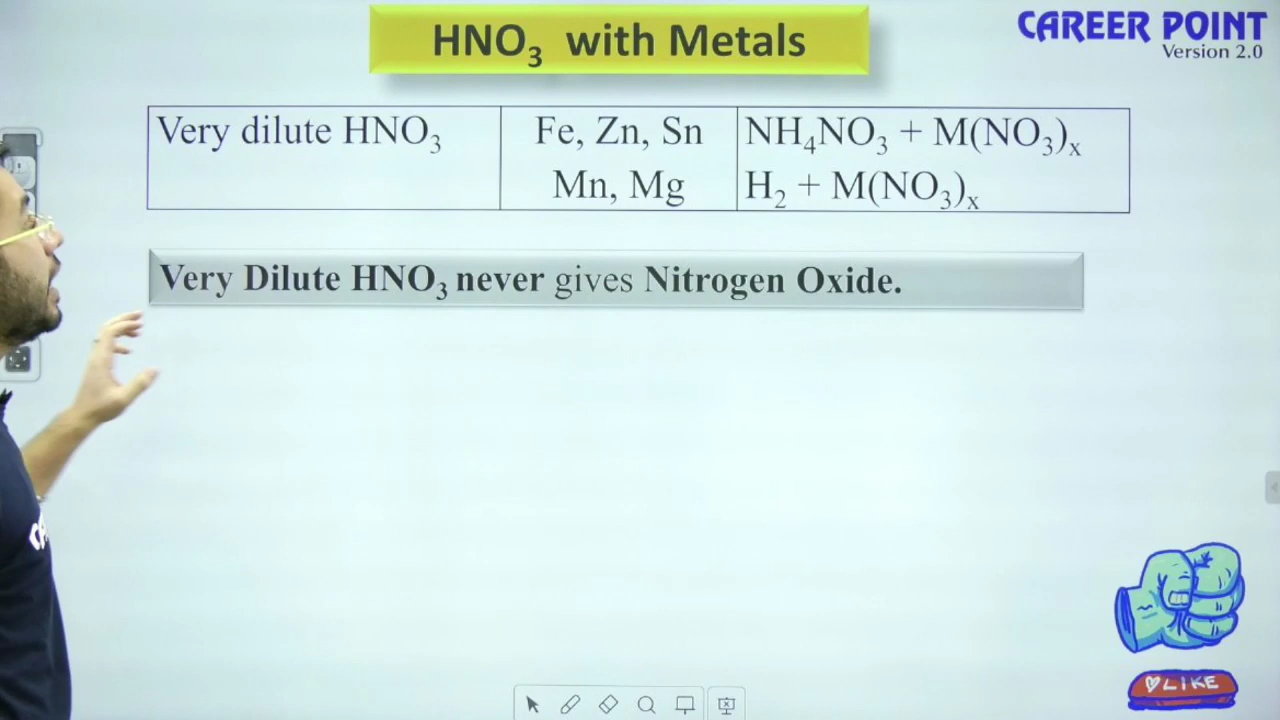 HNO₃ with Metals
CAREER POINT
Version 2.0
Very dilute HNO₃ Fe, Zn, Sn NH₄NO₃ + M(NO₃)ₓ
Mn, Mg H₂ + M(NO₃)ₓ
Very Dilute HNO₃ never gives Nitrogen Oxide.
LIKE